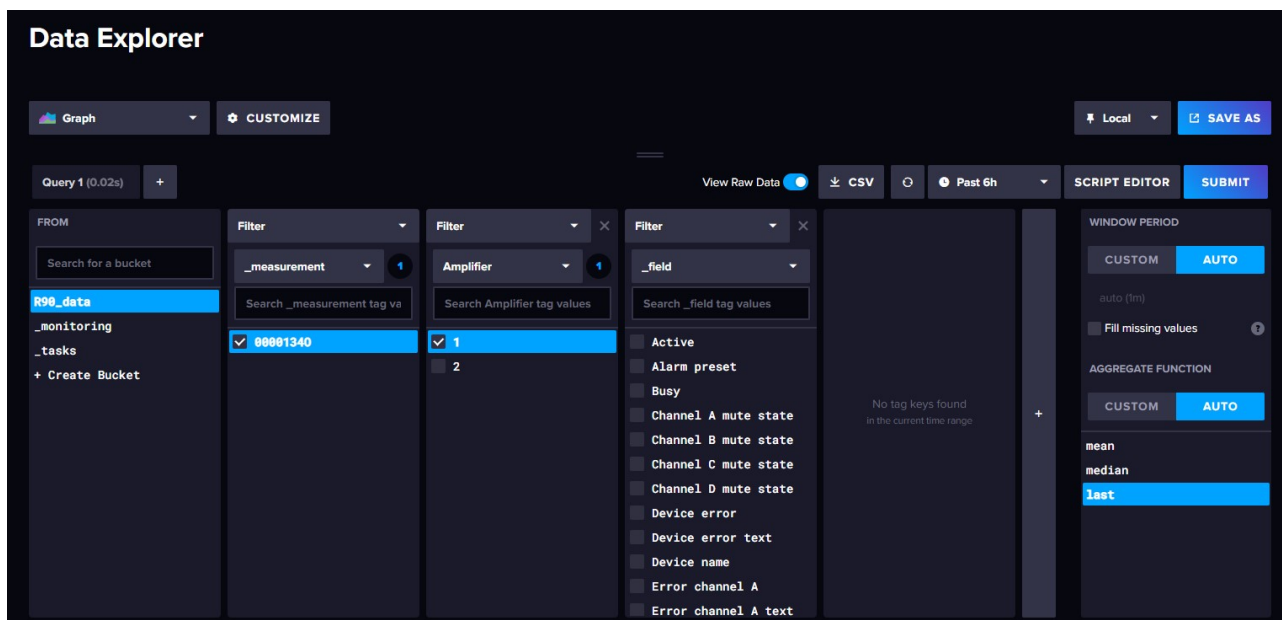 Data Explorer
Graph
CUSTOMIZE
Local
SAVE AS
Query 1 (0.02s)
+
View Raw Data
CSV
Past 6h
SCRIPT EDITOR
SUBMIT
FROM
Search for a bucket
R90_data
_monitoring
_tasks
+ Create Bucket
Filter
_measurement
1
Search _measurement tag va
00001340
Filter
Amplifier
1
Search Amplifier tag values
1
2
Filter
_field
Search _field tag values
Active
Alarm preset
Busy
Channel A mute state
Channel B mute state
Channel C mute state
Channel D mute state
Device error
Device error text
Device name
Error channel A
Error channel A text
No tag keys found
in the current time range
+
WINDOW PERIOD
CUSTOM
AUTO
auto (1m)
Fill missing values
?
AGGREGATE FUNCTION
CUSTOM
AUTO
mean
median
last